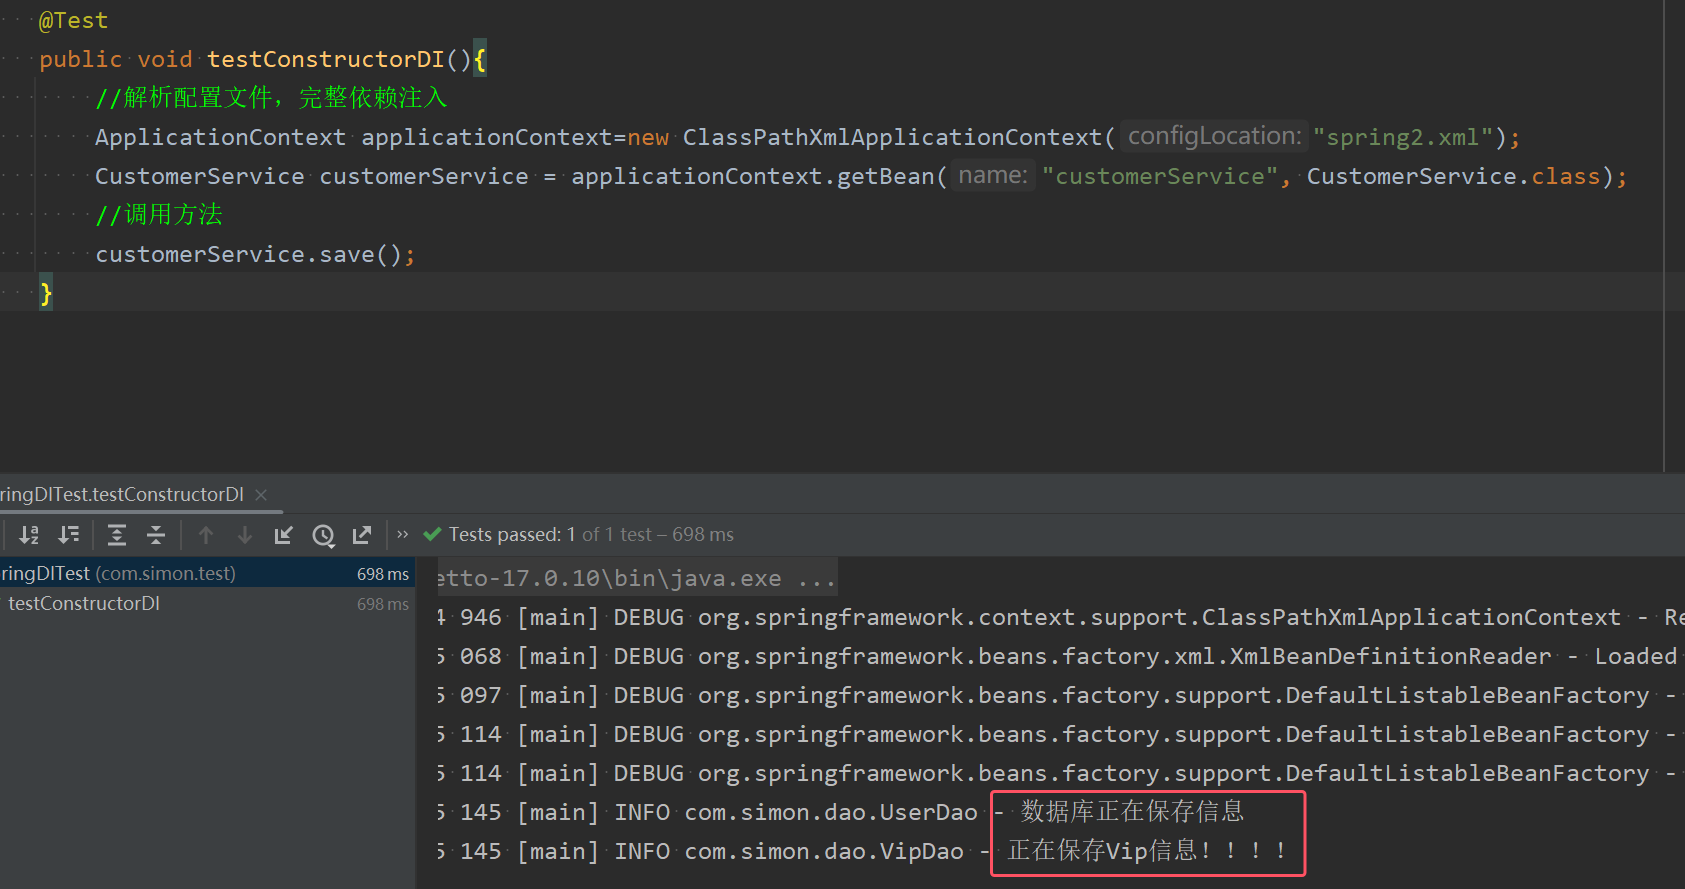 @Test
public void testConstructorDI(){
//解析配置文件，完整依赖注入
ApplicationContext applicationContext=new ClassPathXmlApplicationContext( configLocation: "spring2.xml");
CustomerService customerService = applicationContext.getBean( name: "customerService", CustomerService.class);
//调用方法
customerService.save();
}
ringDITest.testConstructorDI ×
» Tests passed: 1 of 1 test – 698 ms
ringDITest (com.simon.test) 698 ms
testConstructorDI 698 ms
etto-17.0.10\bin\java.exe ...
4 946 [main] DEBUG org.springframework.context.support.ClassPathXmlApplicationContext - Re
5 068 [main] DEBUG org.springframework.beans.factory.xml.XmlBeanDefinitionReader - Loaded
5 097 [main] DEBUG org.springframework.beans.factory.support.DefaultListableBeanFactory -
5 114 [main] DEBUG org.springframework.beans.factory.support.DefaultListableBeanFactory -
5 114 [main] DEBUG org.springframework.beans.factory.support.DefaultListableBeanFactory -
5 145 [main] INFO com.simon.dao.UserDao - 数据库正在保存信息
5 145 [main] INFO com.simon.dao.VipDao - 正在保存Vip信息！！！！